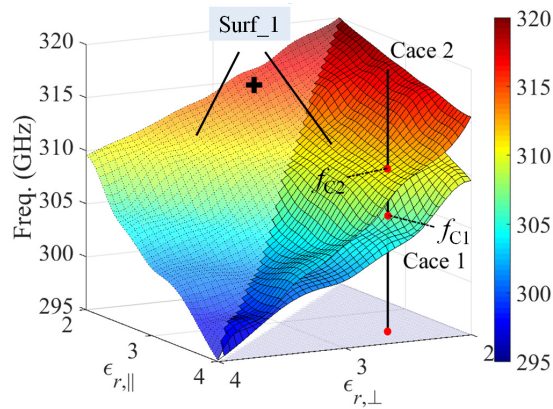 Surf_1
Cace 2
f_C2
f_C1
Cace 1
Freq. (GHz)
320
315
310
305
300
295
2
3
4
ϵ_r,||
4
3
2
ϵ_r,⊥
320
315
310
305
300
295